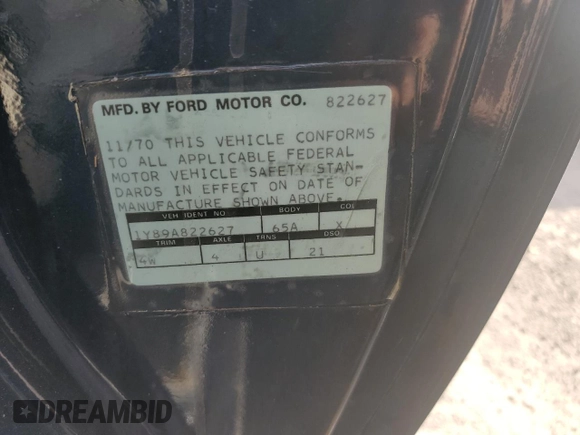 MFD. BY FORD MOTOR CO. 822627
11/70 THIS VEHICLE CONFORMS
TO ALL APPLICABLE FEDERAL
MOTOR VEHICLE SAFETY STAN-
DARDS IN EFFECT ON DATE OF
MANUFACTURE SHOWN ABOVE.
VEH IDENT NO BODY COL
1Y89A822627 65A X
TRIM AXLE TRNS DSO
4W 4 U 21
DREAMBID